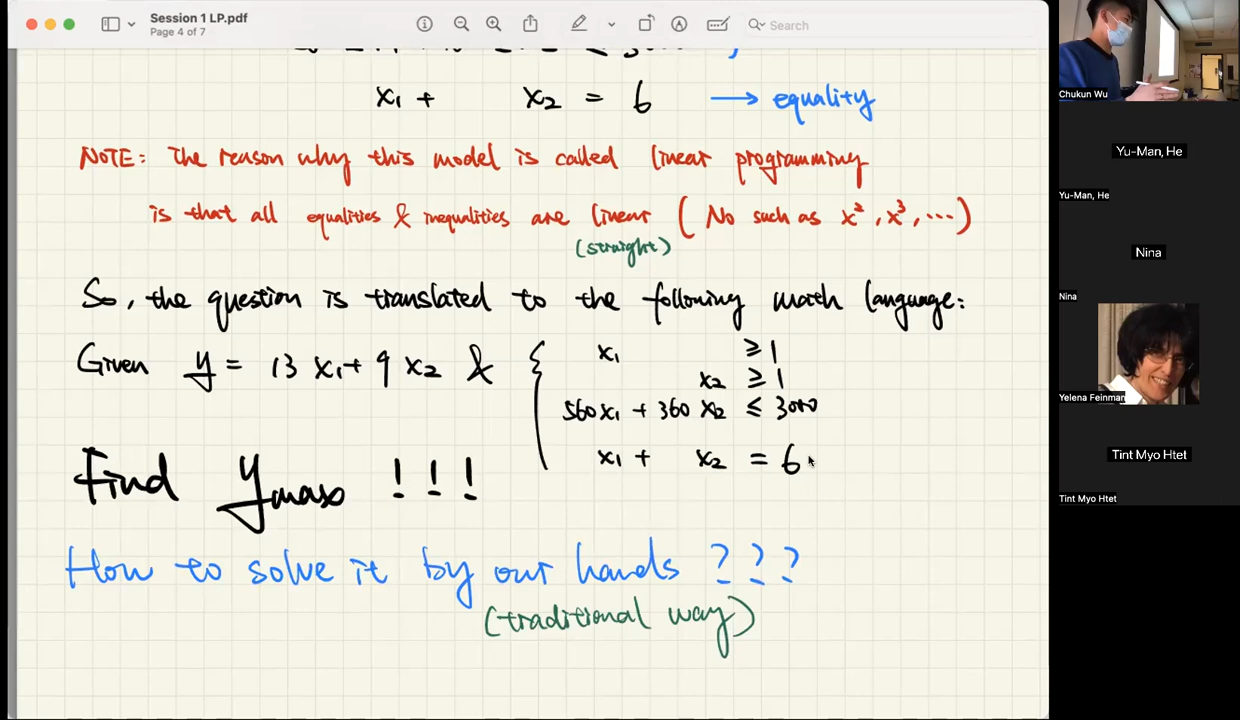 Session 1 LP.pdf
Page 4 of 7
Search
x₁ + x₂ = 6 → equality
NOTE: The reason why this model is called linear programming
is that all equalities & inequalities are linear ( No such as x², x³, ...)
(straight)
So, the question is translated to the following math language:
Given y = 13 x₁ + 9 x₂ & { x₁ ≥ 1
x₂ ≥ 1
560x₁ + 360 x₂ ≤ 3000
x₁ + x₂ = 6
Find ymax !!!
How to solve it by our hands ???
(traditional way)
Chukun Wu
Yu-Man, He
Yu-Man, He
Nina
Nina
Yelena Feinman
Tint Myo Htet
Tint Myo Htet